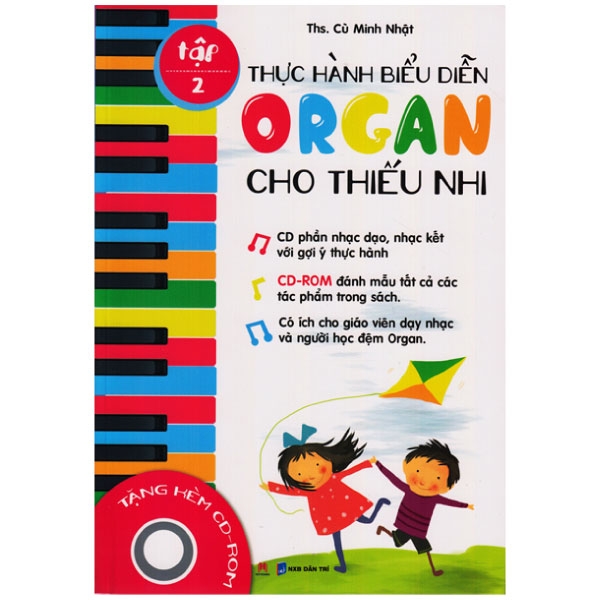 Ths. Cù Minh Nhật
tập
2
THỰC HÀNH BIỂU DIỄN
ORGAN
CHO THIẾU NHI
CD phần nhạc dạo, nhạc kết
với gợi ý thực hành
CD-ROM đánh mẫu tất cả các
tác phẩm trong sách.
Có ích cho giáo viên dạy nhạc
và người học đệm Organ.
TẶNG KÈM CD-ROM
NXB DÂN TRÍ